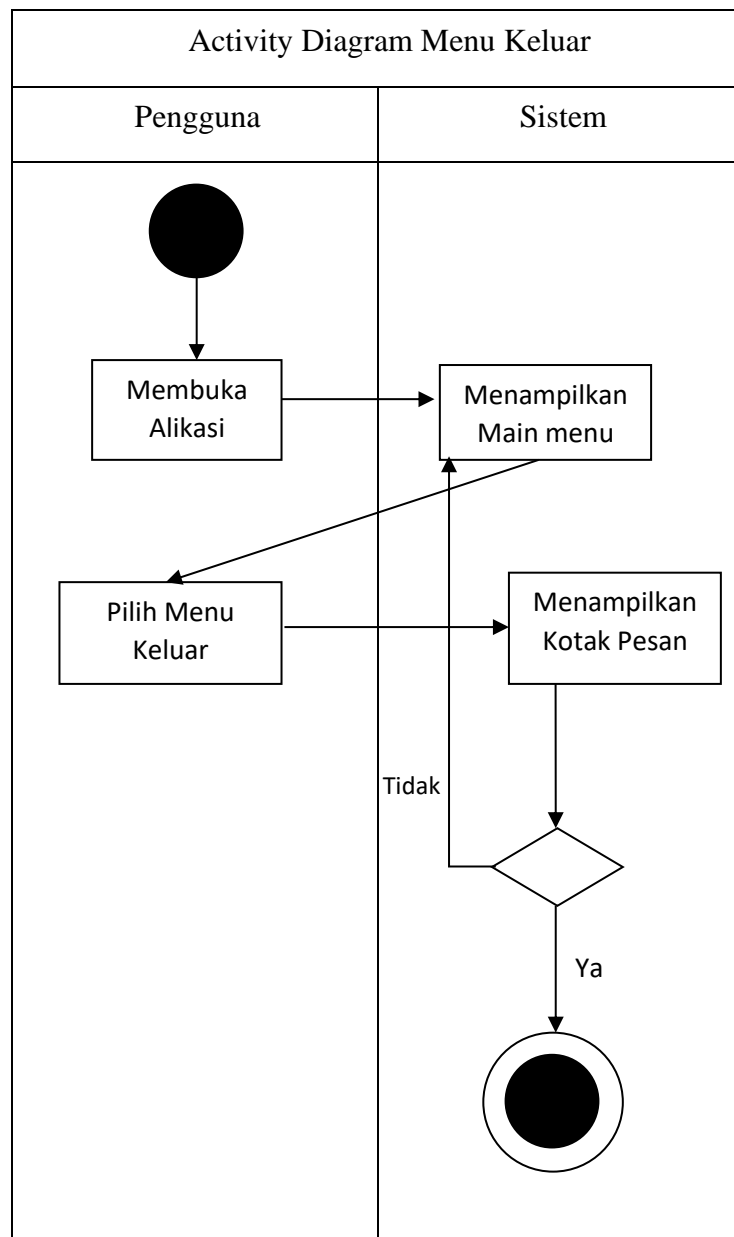 Activity Diagram Menu Keluar
Pengguna
Sistem
Membuka
Alikasi
Menampilkan
Main menu
Pilih Menu
Keluar
Menampilkan
Kotak Pesan
Tidak
Ya